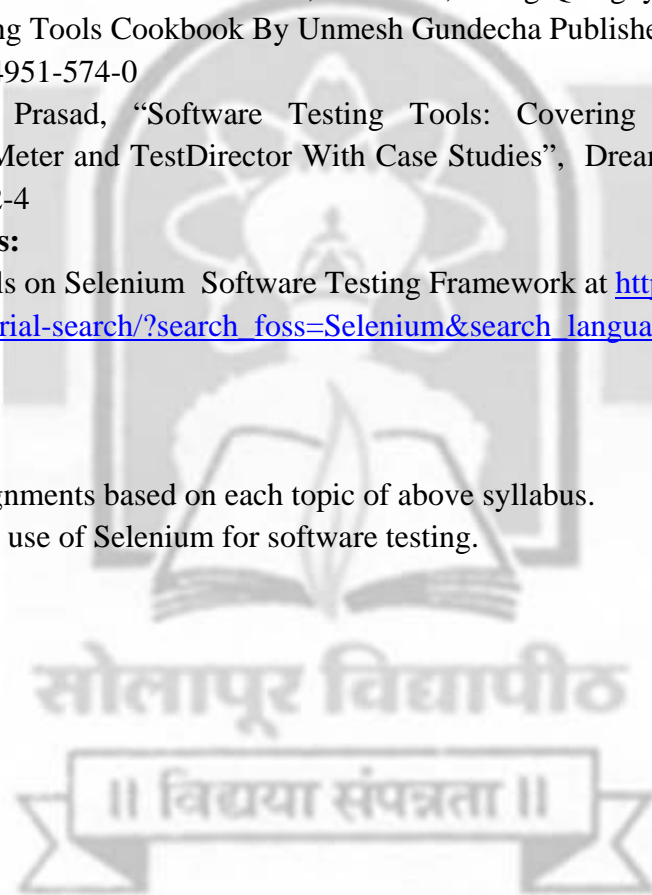 ng Tools Cookbook By Unmesh Gundecha Publishe
4951-574-0
Prasad, “Software Testing Tools: Covering
Meter and TestDirector With Case Studies”, Drea
2-4
s:
ls on Selenium Software Testing Framework at http
rial-search/?search_foss=Selenium&search_langua
gnments based on each topic of above syllabus.
use of Selenium for software testing.
सोलापूर विद्यापीठ
॥ विद्यया संपन्नता ॥